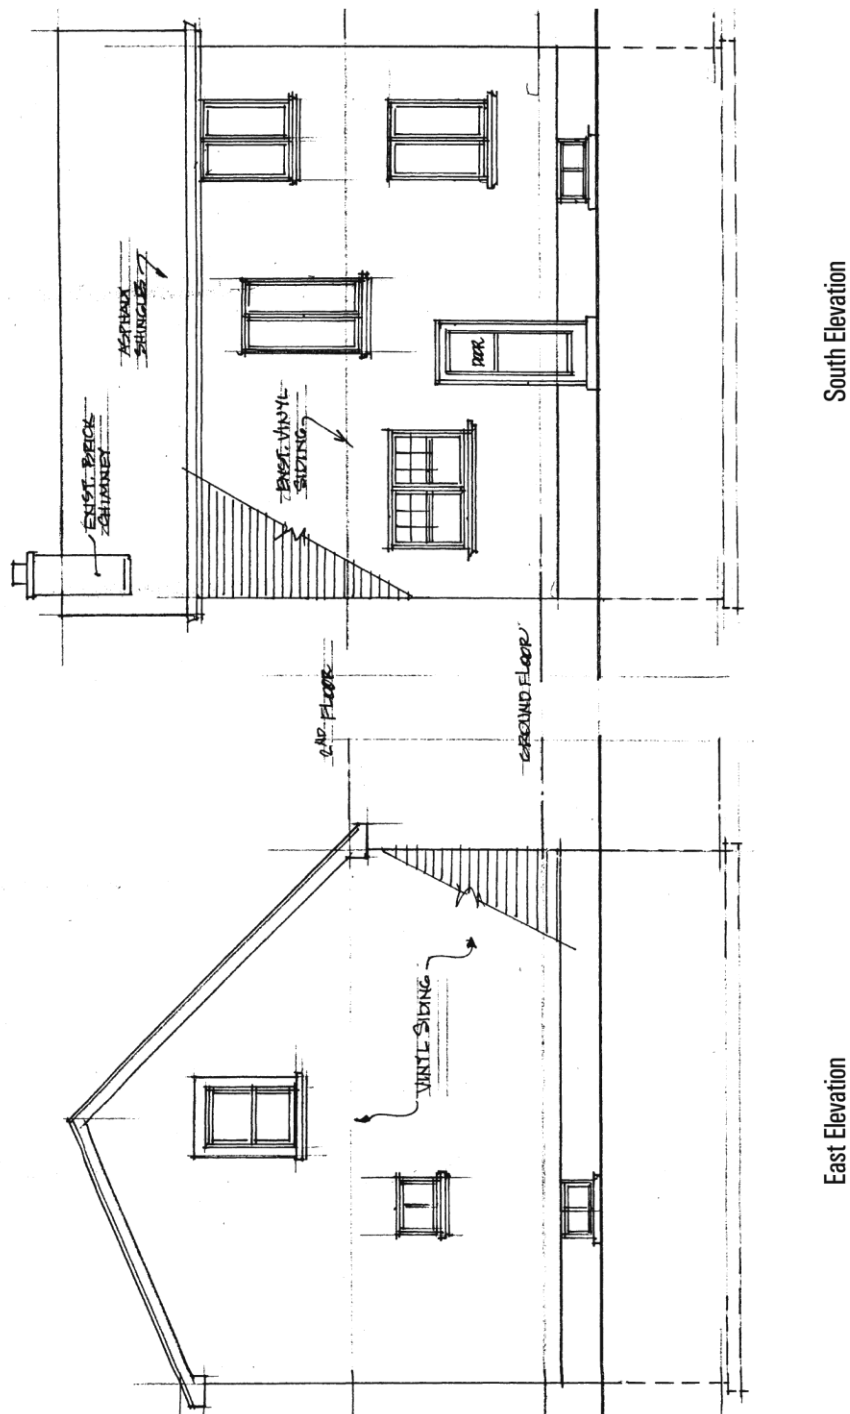 EXIST. BRICK
CHIMNEY
ASPHALT
SHINGLES
EXIST. VINYL
SIDING
DOOR
2ND FLOOR
GROUND FLOOR
VINYL SIDING
South Elevation
East Elevation